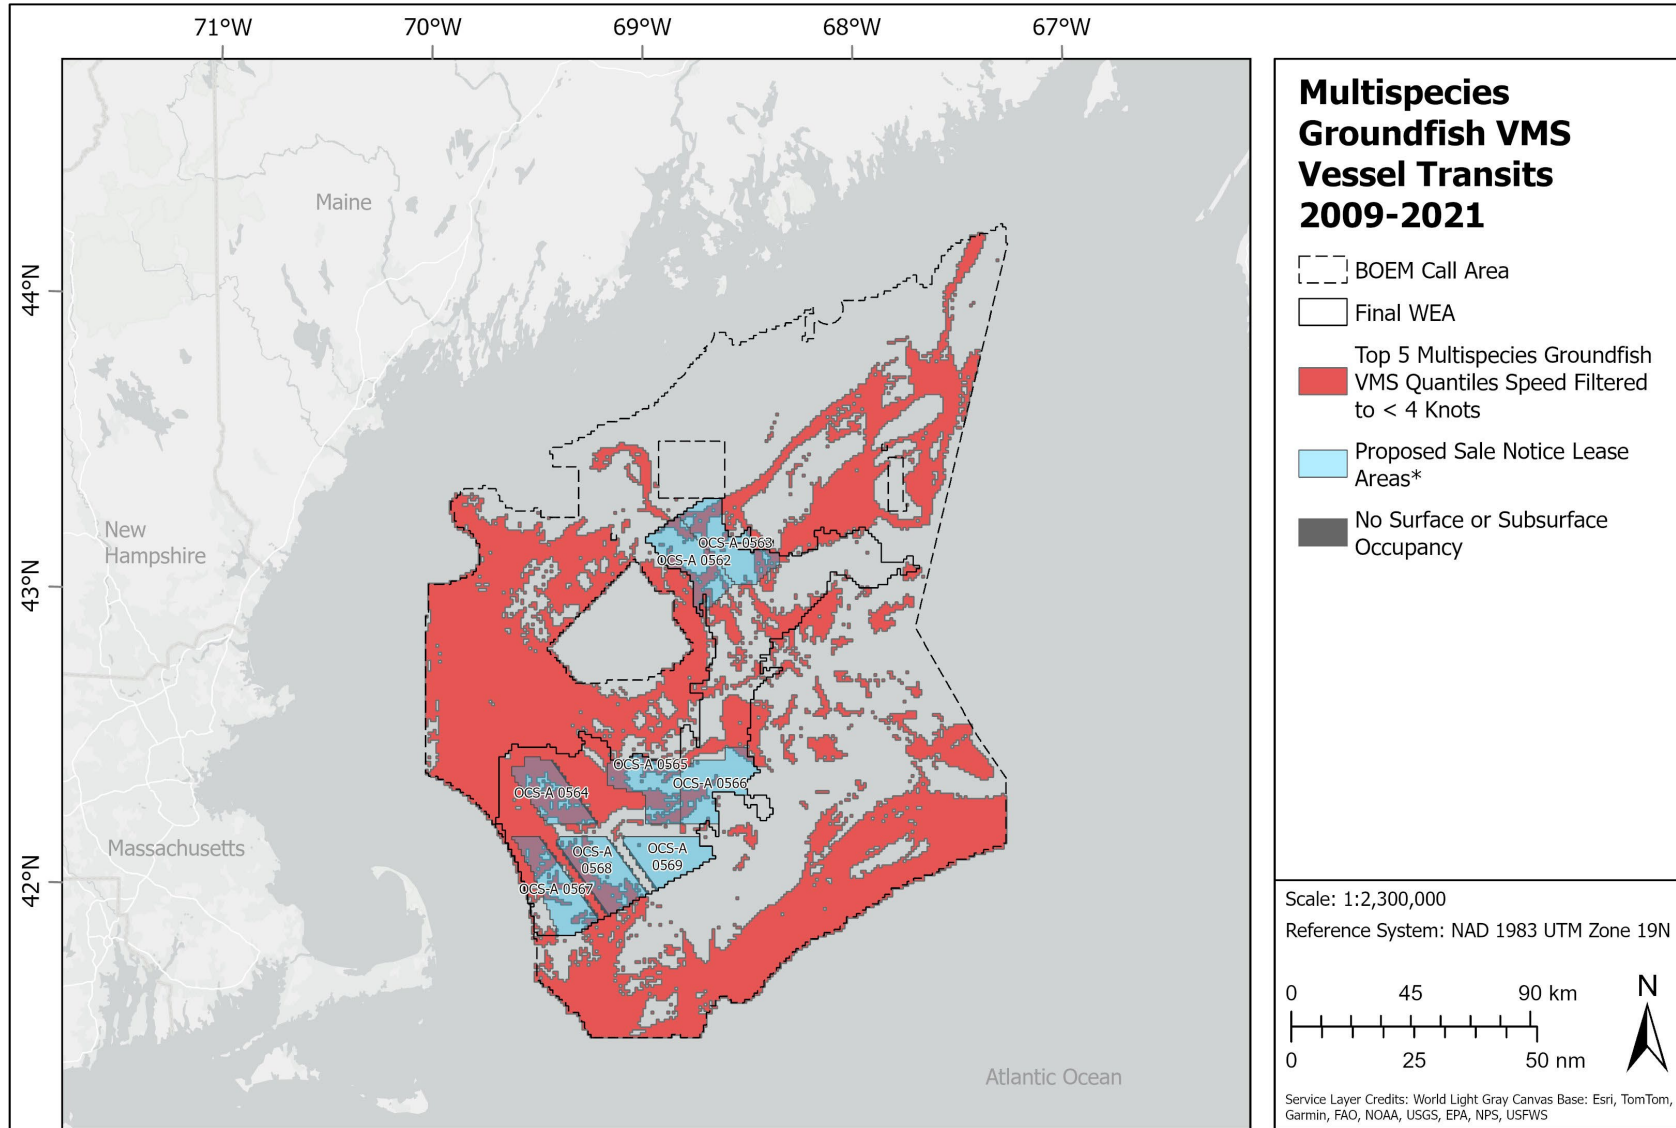 71°W
70°W
69°W
68°W
67°W
44°N
43°N
42°N
Maine
New
Hampshire
Massachusetts
Atlantic Ocean
OCS-A 0563
OCS-A 0562
OCS-A 0565
OCS-A 0566
OCS-A 0564
OCS-A
0568
OCS-A
0569
OCS-A 0567
Multispecies
Groundfish VMS
Vessel Transits
2009-2021
BOEM Call Area
Final WEA
Top 5 Multispecies Groundfish
VMS Quantiles Speed Filtered
to < 4 Knots
Proposed Sale Notice Lease
Areas*
No Surface or Subsurface
Occupancy
Scale: 1:2,300,000
Reference System: NAD 1983 UTM Zone 19N
0 45 90 km
0 25 50 nm
N
Service Layer Credits: World Light Gray Canvas Base: Esri, TomTom,
Garmin, FAO, NOAA, USGS, EPA, NPS, USFWS